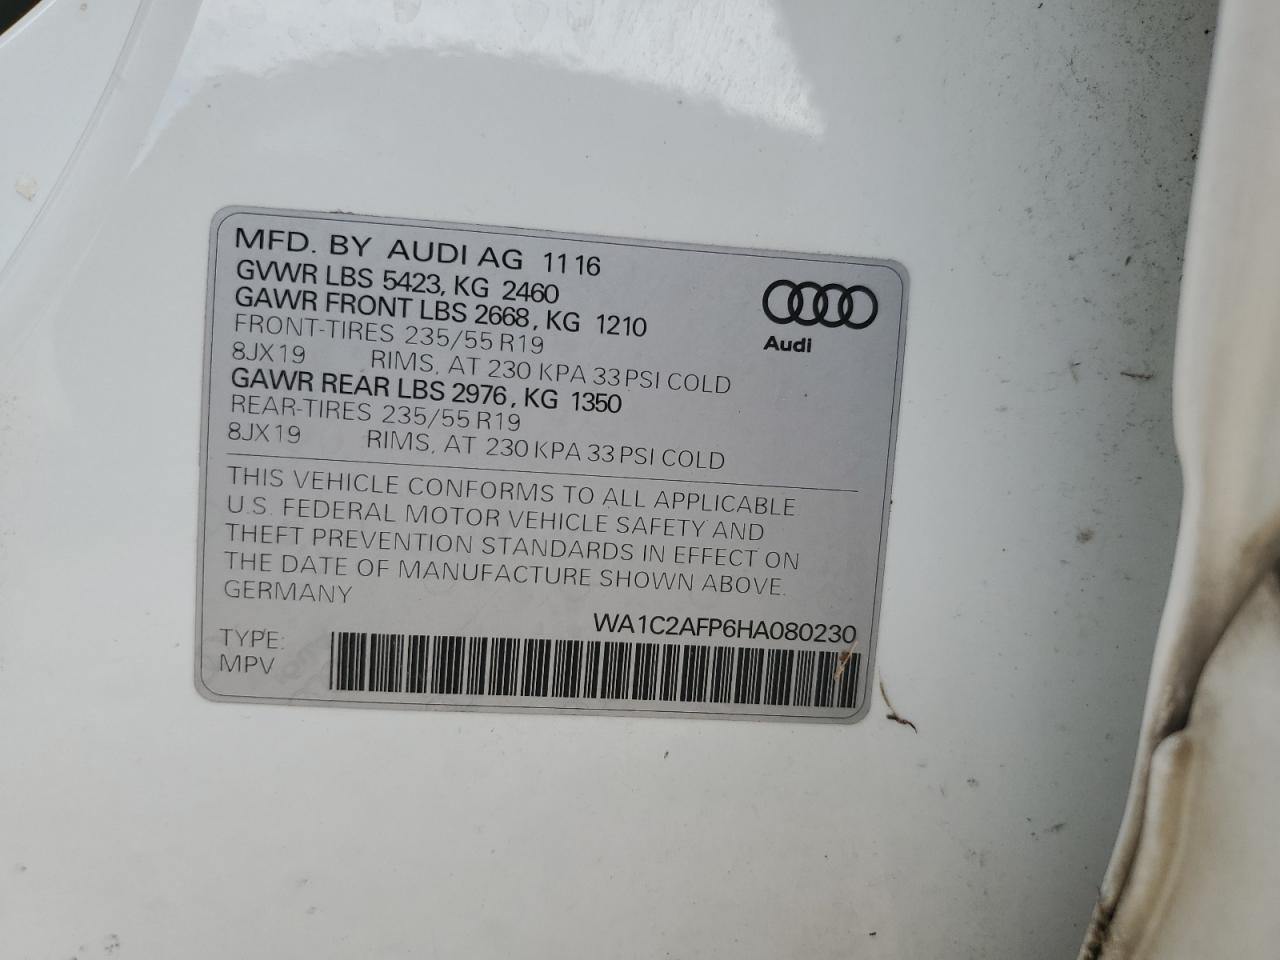 MFD. BY AUDI AG 11 16
GVWR LBS 5423, KG 2460
GAWR FRONT LBS 2668, KG 1210
FRONT-TIRES 235/55 R19
8JX19 RIMS, AT 230 KPA 33 PSI COLD
GAWR REAR LBS 2976, KG 1350
REAR-TIRES 235/55 R19
8JX19 RIMS, AT 230 KPA 33 PSI COLD
Audi
THIS VEHICLE CONFORMS TO ALL APPLICABLE
U.S. FEDERAL MOTOR VEHICLE SAFETY AND
THEFT PREVENTION STANDARDS IN EFFECT ON
THE DATE OF MANUFACTURE SHOWN ABOVE.
GERMANY
WA1C2AFP6HA080230
TYPE:
MPV